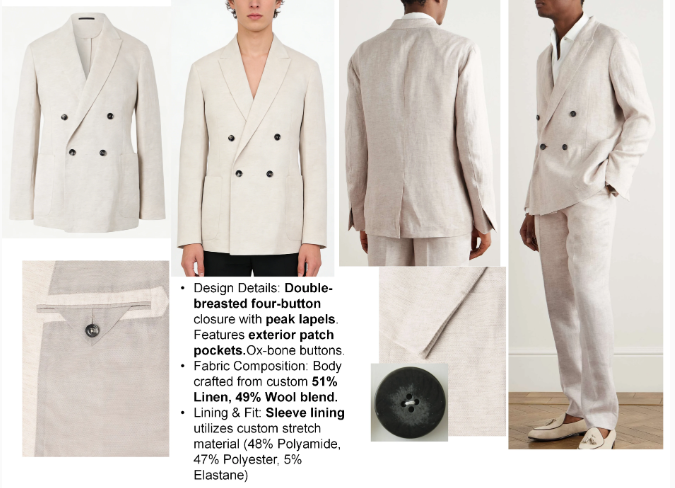 • Design Details: Double-
breasted four-button
closure with peak lapels.
Features exterior patch
pockets.Ox-bone buttons.
• Fabric Composition: Body
crafted from custom 51%
Linen, 49% Wool blend.
• Lining & Fit: Sleeve lining
utilizes custom stretch
material (48% Polyamide,
47% Polyester, 5%
Elastane)